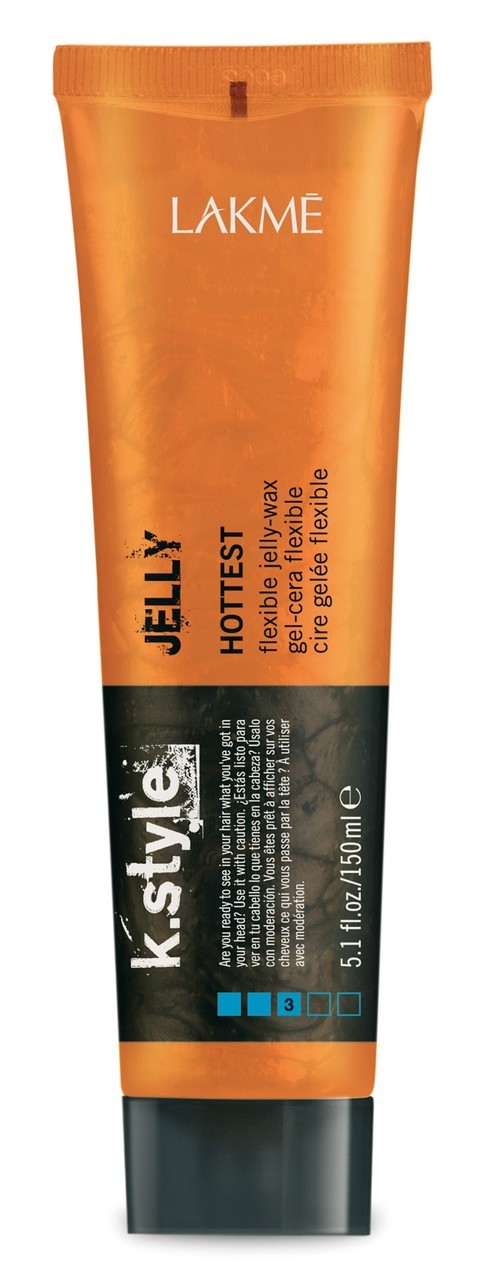 LAKMĒ
JELLY
HOTTEST
flexible jelly-wax
gel-cera flexible
cire gelée flexible
k.style
Are you ready to see in your hair what you've got in
your head? Use it with caution. ¿Estás listo para
ver en tu cabello lo que tienes en la cabeza? Úsalo
con moderación. Vous êtes prêt à afficher sur vos
cheveux ce qui vous passe par la tête ? À utiliser
avec modération.
5.1 fl.oz./150ml e
3